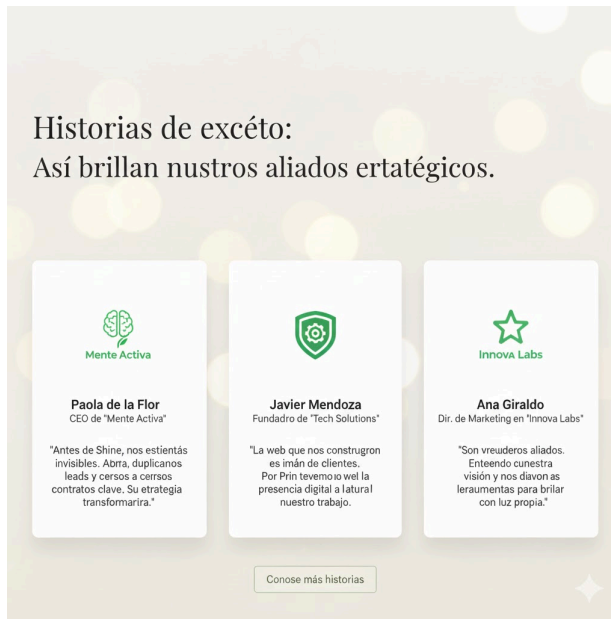 Historias de excéto:
Así brillan nustros aliados ertatégicos.
Mente Activa
Paola de la Flor
CEO de "Mente Activa"
"Antes de Shine, nos estientás
invisibles. Abrra, duplicanos
leads y cersos a cerrsos
contratos clave. Su etrategia
transformarira."
Javier Mendoza
Fundadro de "Tech Solutions"
"La web que nos construgron
es imán de clientes.
Por Prin tevemoıo wel la
presencia digital a latural
nuestro trabajo.
Innova Labs
Ana Giraldo
Dir. de Marketing en "Innova Labs"
"Son vreuderos aliados.
Enteendo cunestra
visión y nos diavon as
leraumentas para brilar
con luz propia."
Conose más historias